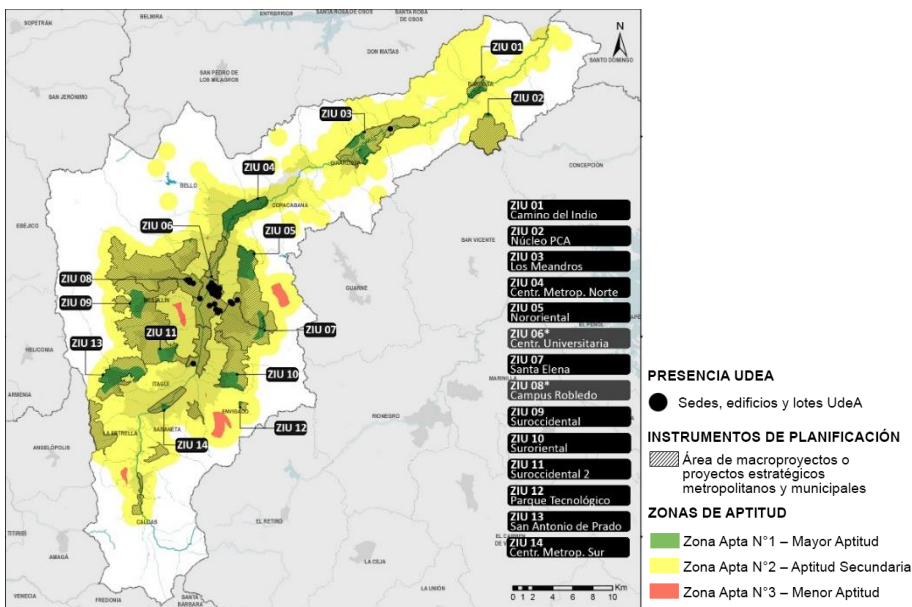 SOPETRÁN
BELMIRA
ENTRERRÍOS
SANTA ROSA
DE OSOS
SANTA ROSA
DE OSOS
N
DON MATÍAS
SANTO DOMINGO
SAN PEDRO DE
LOS MILAGROS
SAN JERÓNIMO
BARBOSA
ZIU 01
ZIU 02
ZIU 03
GIRARDOTA
CONCEPCIÓN
ZIU 04
BELLO
COPACABANA
EBÉJICO
ZIU 06
ZIU 05
SAN VICENTE
GUARNE
ZIU 08
MEDELLÍN
ZIU 09
ZIU 07
EL PEÑOL
ZIU 11
ZIU 13
HELICONIA
ITAGUI
ZIU 10
MARINILLA
ARMENIA
ENVIGADO
RIONEGRO
ZIU 12
LA ESTRELLA
SABANETA
ANGELÓPOLIS
ZIU 14
CALDAS
EL RETIRO
TITIRIBÍ
AMAGÁ
LA CEJA
EL CARMEN
VENECIA
FREDONIA
SANTA
BÁRBARA
LA UNIÓN
ZIU 01
Camino del Indio
ZIU 02
Núcleo PCA
ZIU 03
Los Meandros
ZIU 04
Centr. Metrop. Norte
ZIU 05
Nororiental
ZIU 06*
Centr. Universitaria
ZIU 07
Santa Elena
ZIU 08*
Campus Robledo
ZIU 09
Suroccidental
ZIU 10
Suroriental
ZIU 11
Suroccidental 2
ZIU 12
Parque Tecnológico
ZIU 13
San Antonio de Prado
ZIU 14
Centr. Metrop. Sur
Km
0 1 2 4 6 8 10
PRESENCIA UDEA
Sedes, edificios y lotes UdeA
INSTRUMENTOS DE PLANIFICACIÓN
Área de macroproyectos o
proyectos estratégicos
metropolitanos y municipales
ZONAS DE APTITUD
Zona Apta N°1 – Mayor Aptitud
Zona Apta N°2 – Aptitud Secundaria
Zona Apta N°3 – Menor Aptitud